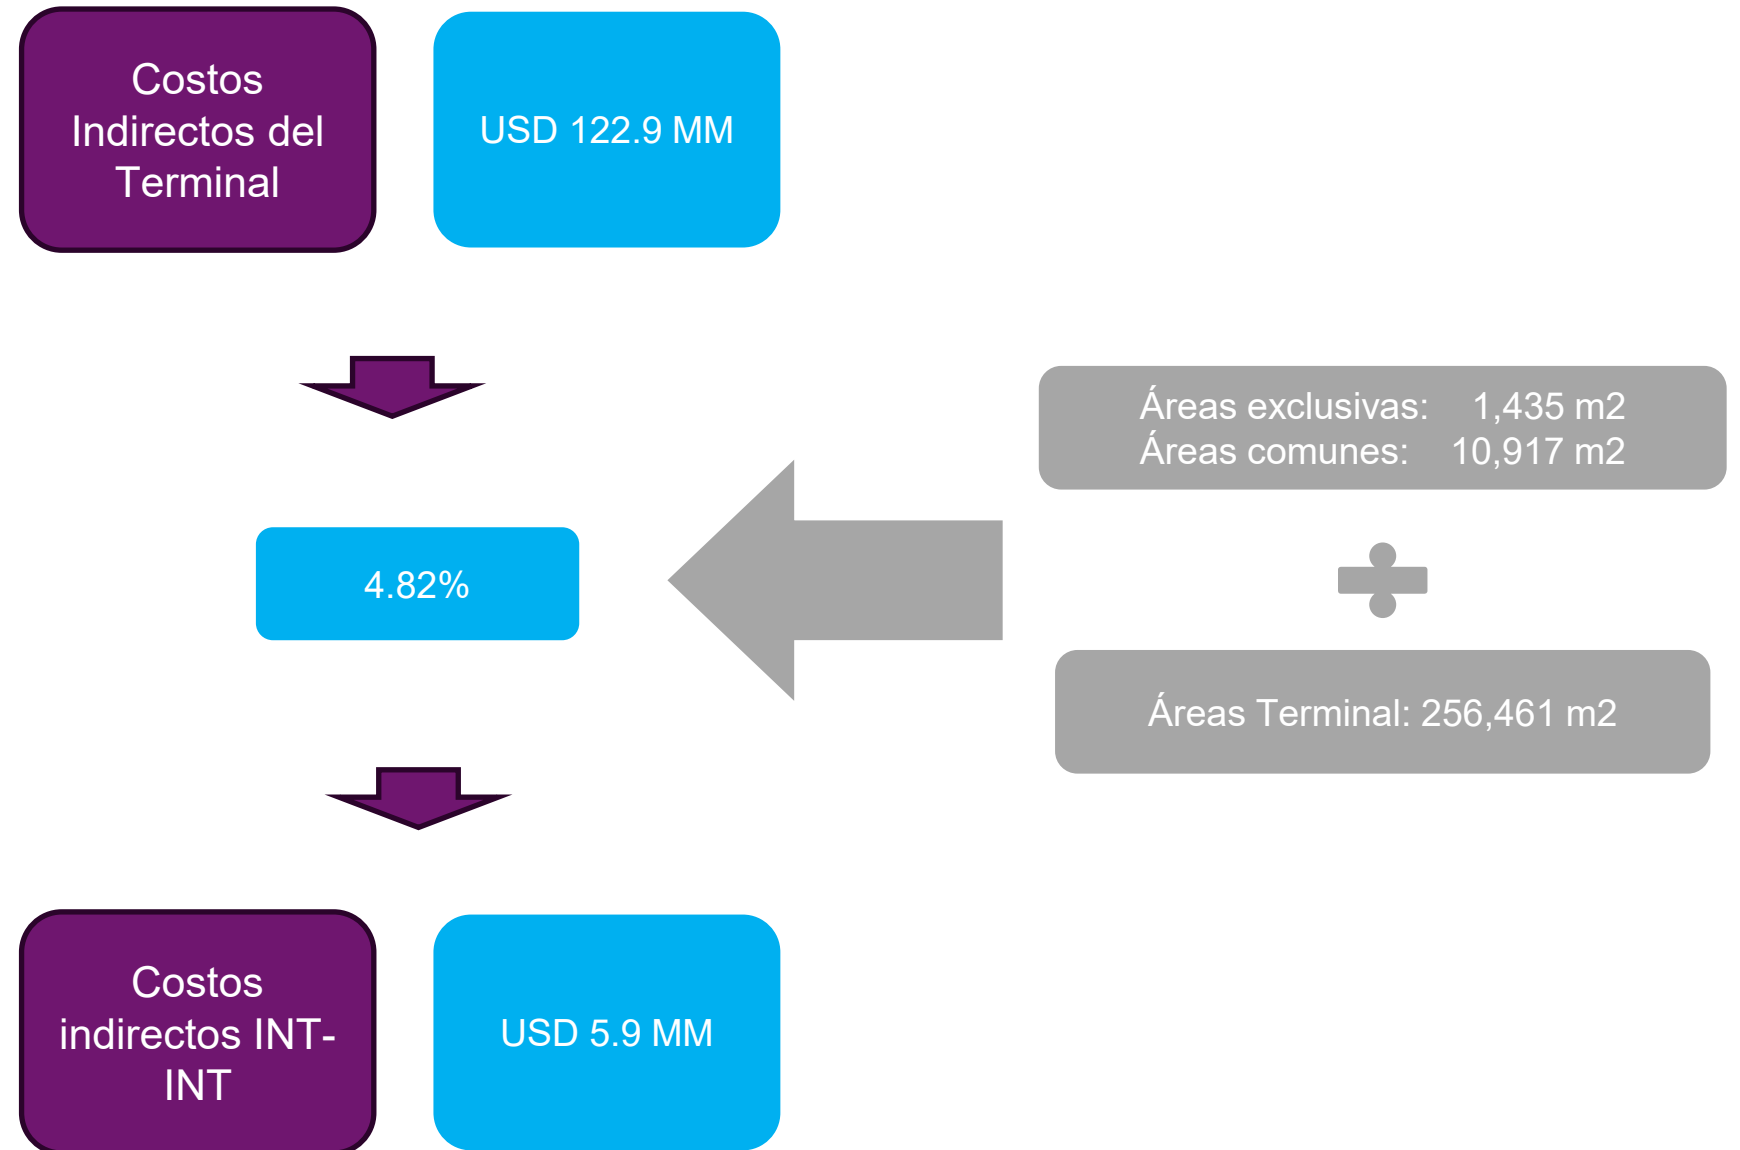 Costos
Indirectos del
Terminal
USD 122.9 MM
Áreas exclusivas: 1,435 m2
Áreas comunes: 10,917 m2
4.82%
Áreas Terminal: 256,461 m2
Costos
indirectos INT-
INT
USD 5.9 MM